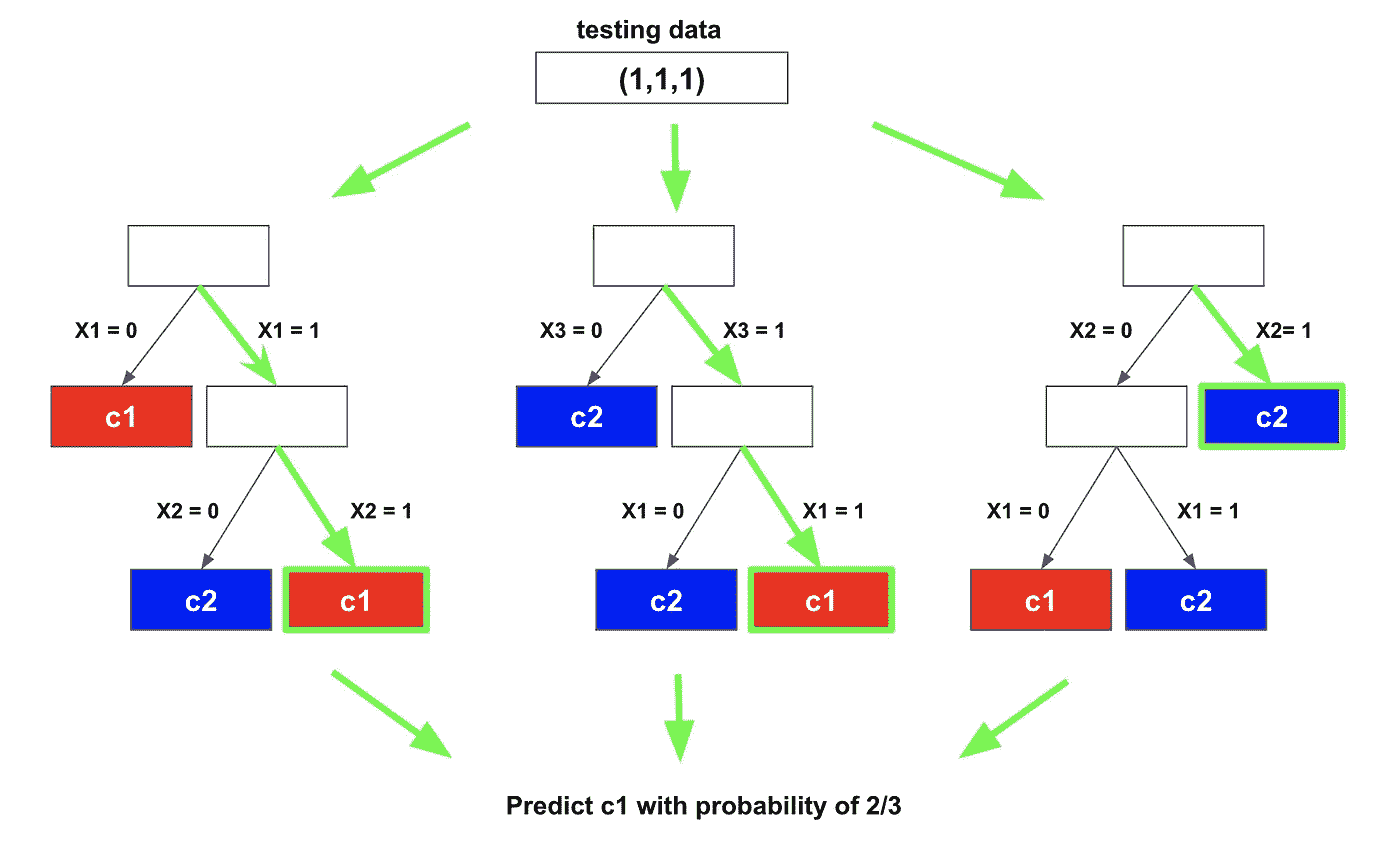 testing data
(1,1,1)
X1 = 0
X1 = 1
X3 = 0
X3 = 1
X2 = 0
X2= 1
c1
c2
c2
X2 = 0
X2 = 1
X1 = 0
X1 = 1
X1 = 0
X1 = 1
c2
c1
c2
c1
c1
c2
Predict c1 with probability of 2/3